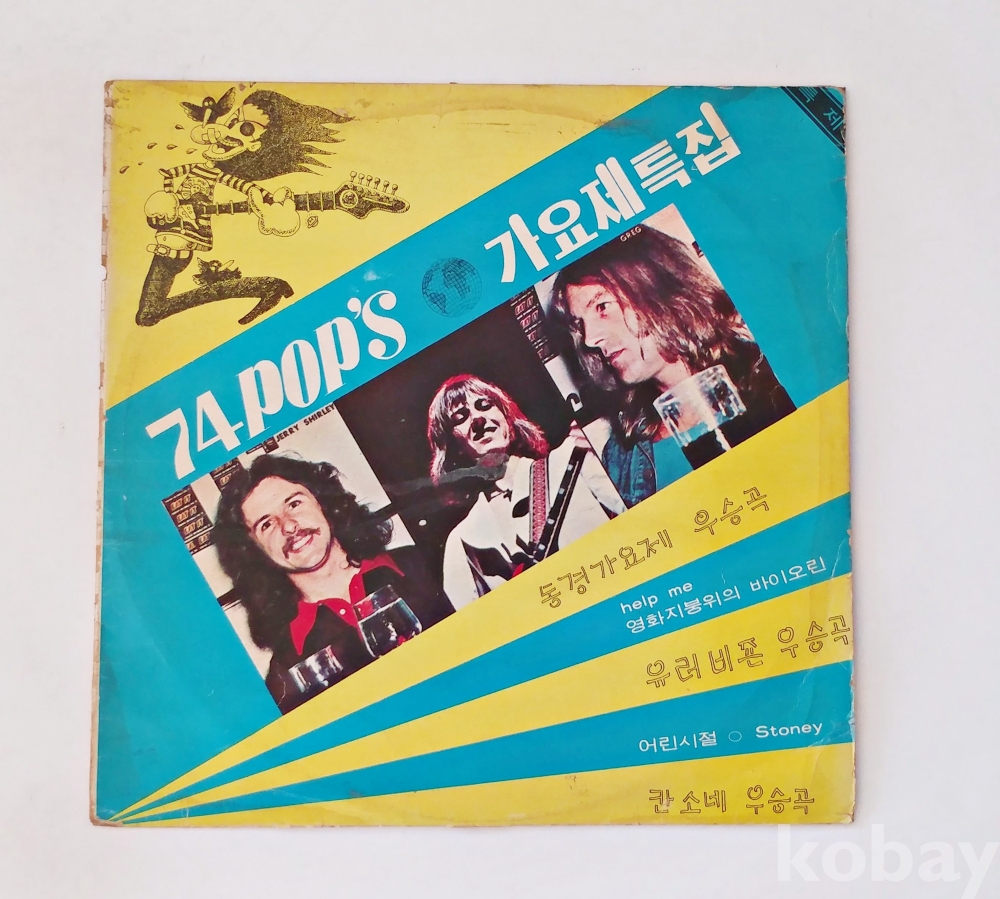 74.POP'S 가요제특집
GREG
JERRY SHIRLEY
동경가요제 우승곡
help me
영화지붕위의 바이오린
유러비죤 우승곡
어린시절 ○ Stoney
칸소네 우승곡
kobay